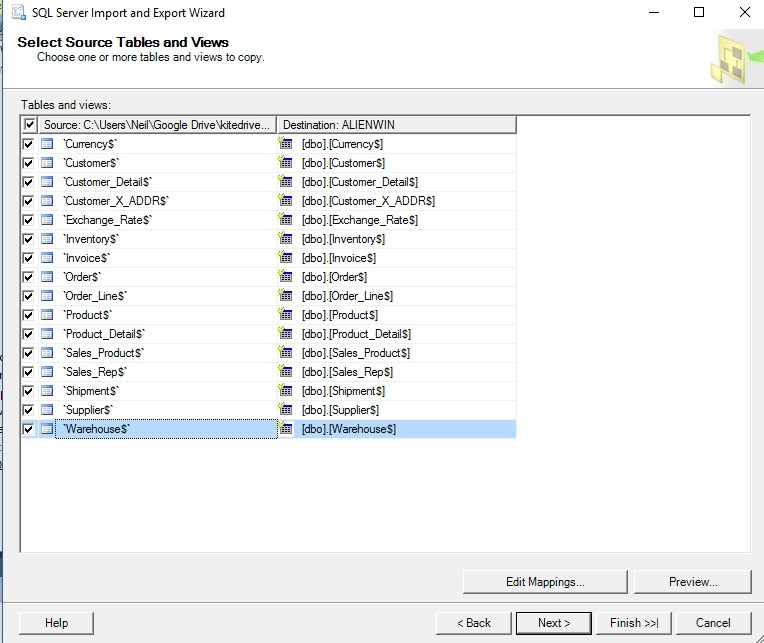 SQL Server Import and Export Wizard
Select Source Tables and Views
Choose one or more tables and views to copy.
Tables and views:
Source: C:\Users\Neil\Google Drive\kitedrive... Destination: ALIENWIN
`Currency$` [dbo].[Currency$]
`Customer$` [dbo].[Customer$]
`Customer_Detail$` [dbo].[Customer_Detail$]
`Customer_X_ADDR$` [dbo].[Customer_X_ADDR$]
`Exchange_Rate$` [dbo].[Exchange_Rate$]
`Inventory$` [dbo].[Inventory$]
`Invoice$` [dbo].[Invoice$]
`Order$` [dbo].[Order$]
`Order_Line$` [dbo].[Order_Line$]
`Product$` [dbo].[Product$]
`Product_Detail$` [dbo].[Product_Detail$]
`Sales_Product$` [dbo].[Sales_Product$]
`Sales_Rep$` [dbo].[Sales_Rep$]
`Shipment$` [dbo].[Shipment$]
`Supplier$` [dbo].[Supplier$]
`Warehouse$` [dbo].[Warehouse$]
Edit Mappings... Preview...
Help < Back Next > Finish >>| Cancel